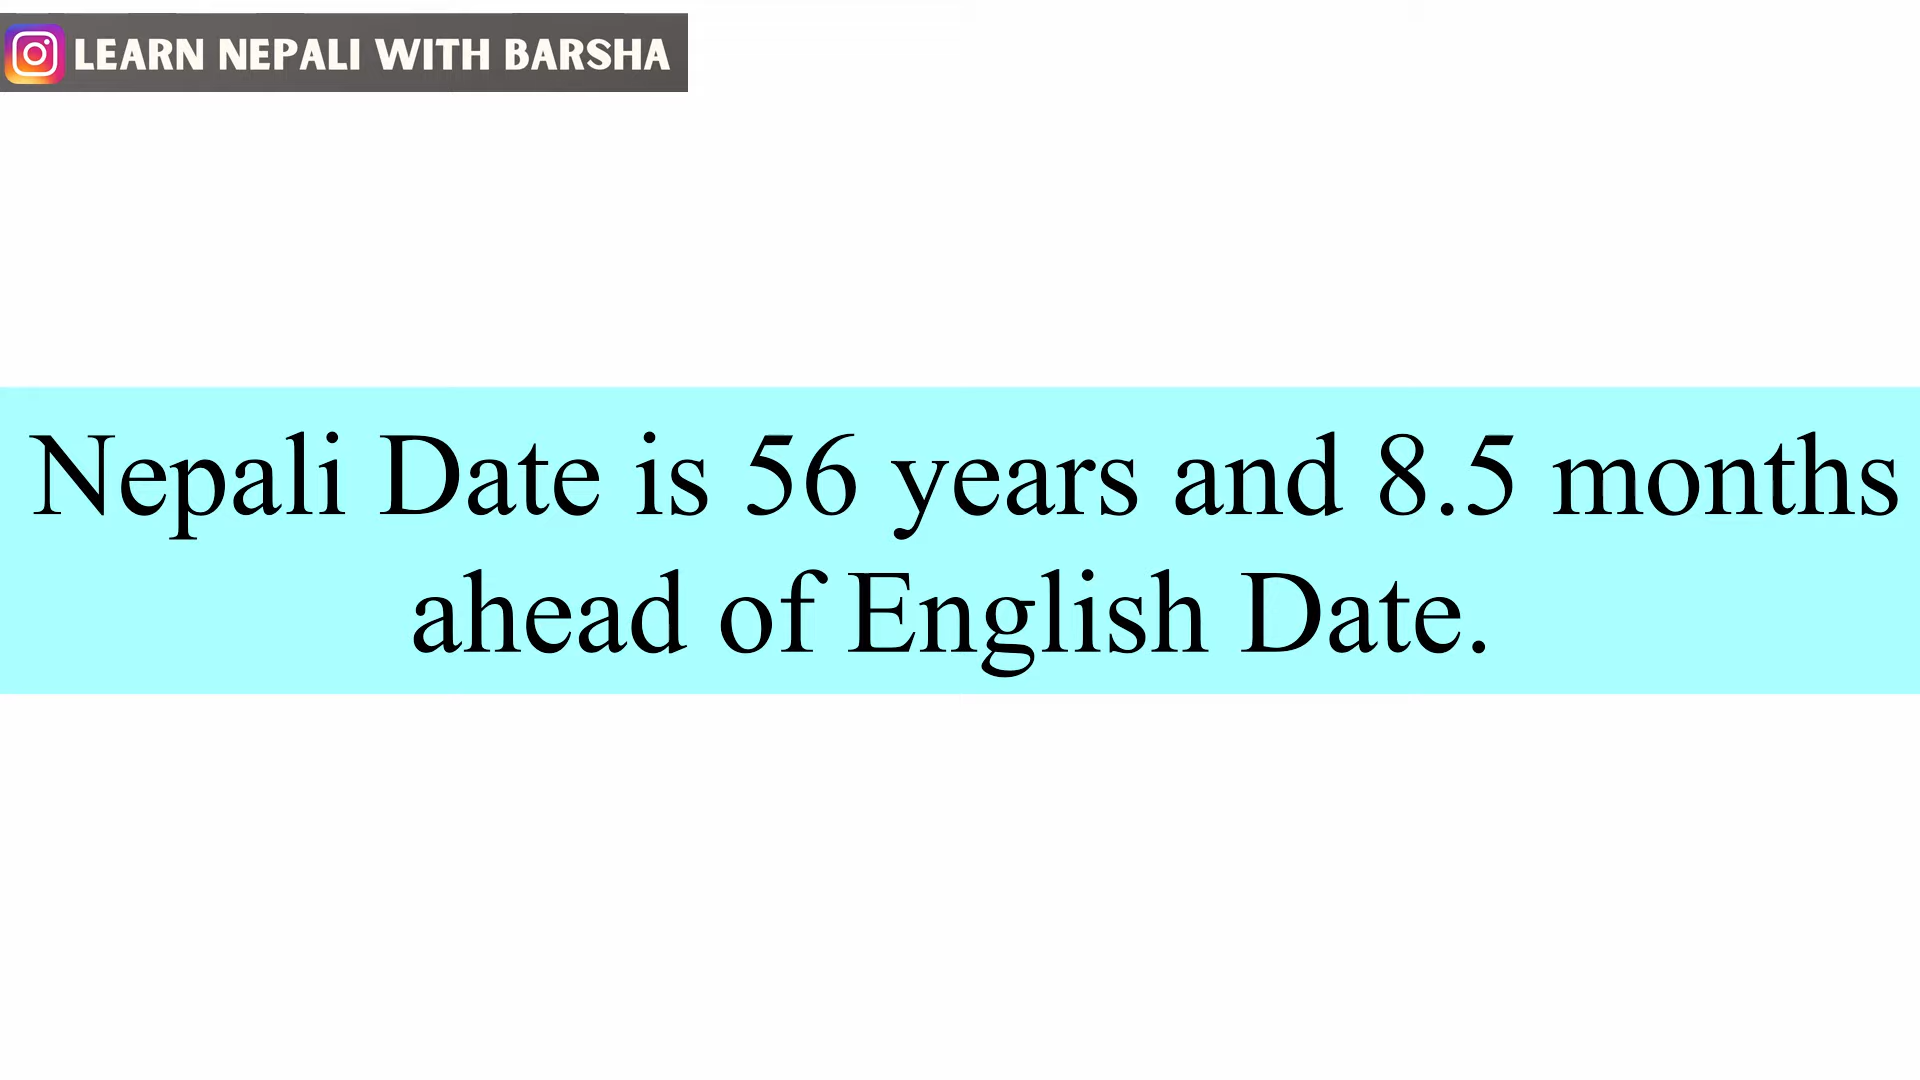 LEARN NEPALI WITH BARSHA
Nepali Date is 56 years and 8.5 months
ahead of English Date.